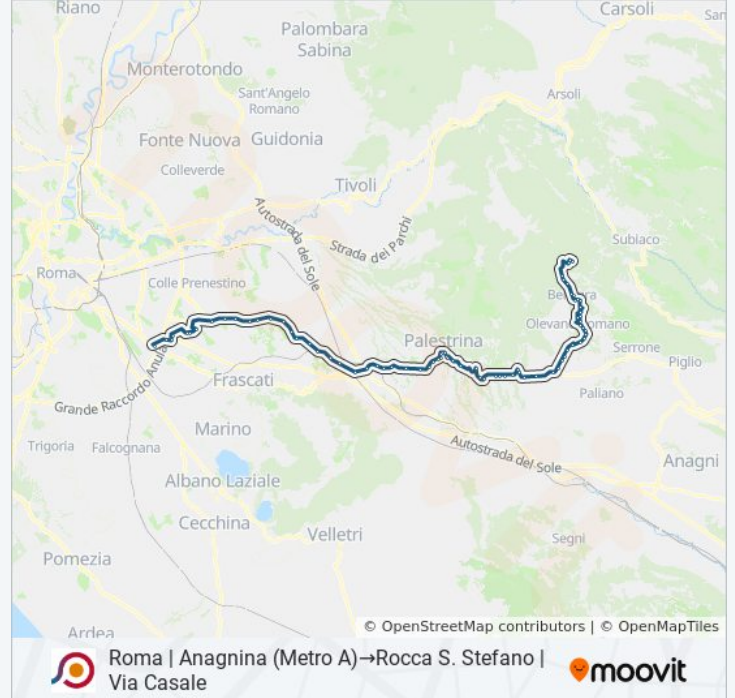 Riano
Carsoli
Palombara
Sabina
Monterotondo
Sant'Angelo
Romano
Arsoli
Fonte Nuova
Guidonia
Colleverde
Tivoli
Autostrada del Sole
Strada dei Parchi
Subiaco
Roma
Colle Prenestino
Olevano Romano
Palestrina
Serrone
Piglio
Frascati
Paliano
Grande Raccordo Anula
Marino
Trigoria
Falcognana
Autostrada del Sole
Anagni
Albano Laziale
Cecchina
Velletri
Segni
Pomezia
Ardea
© OpenStreetMap contributors | © OpenMapTiles
Roma | Anagnina (Metro A)→Rocca S. Stefano |
Via Casale
moovit